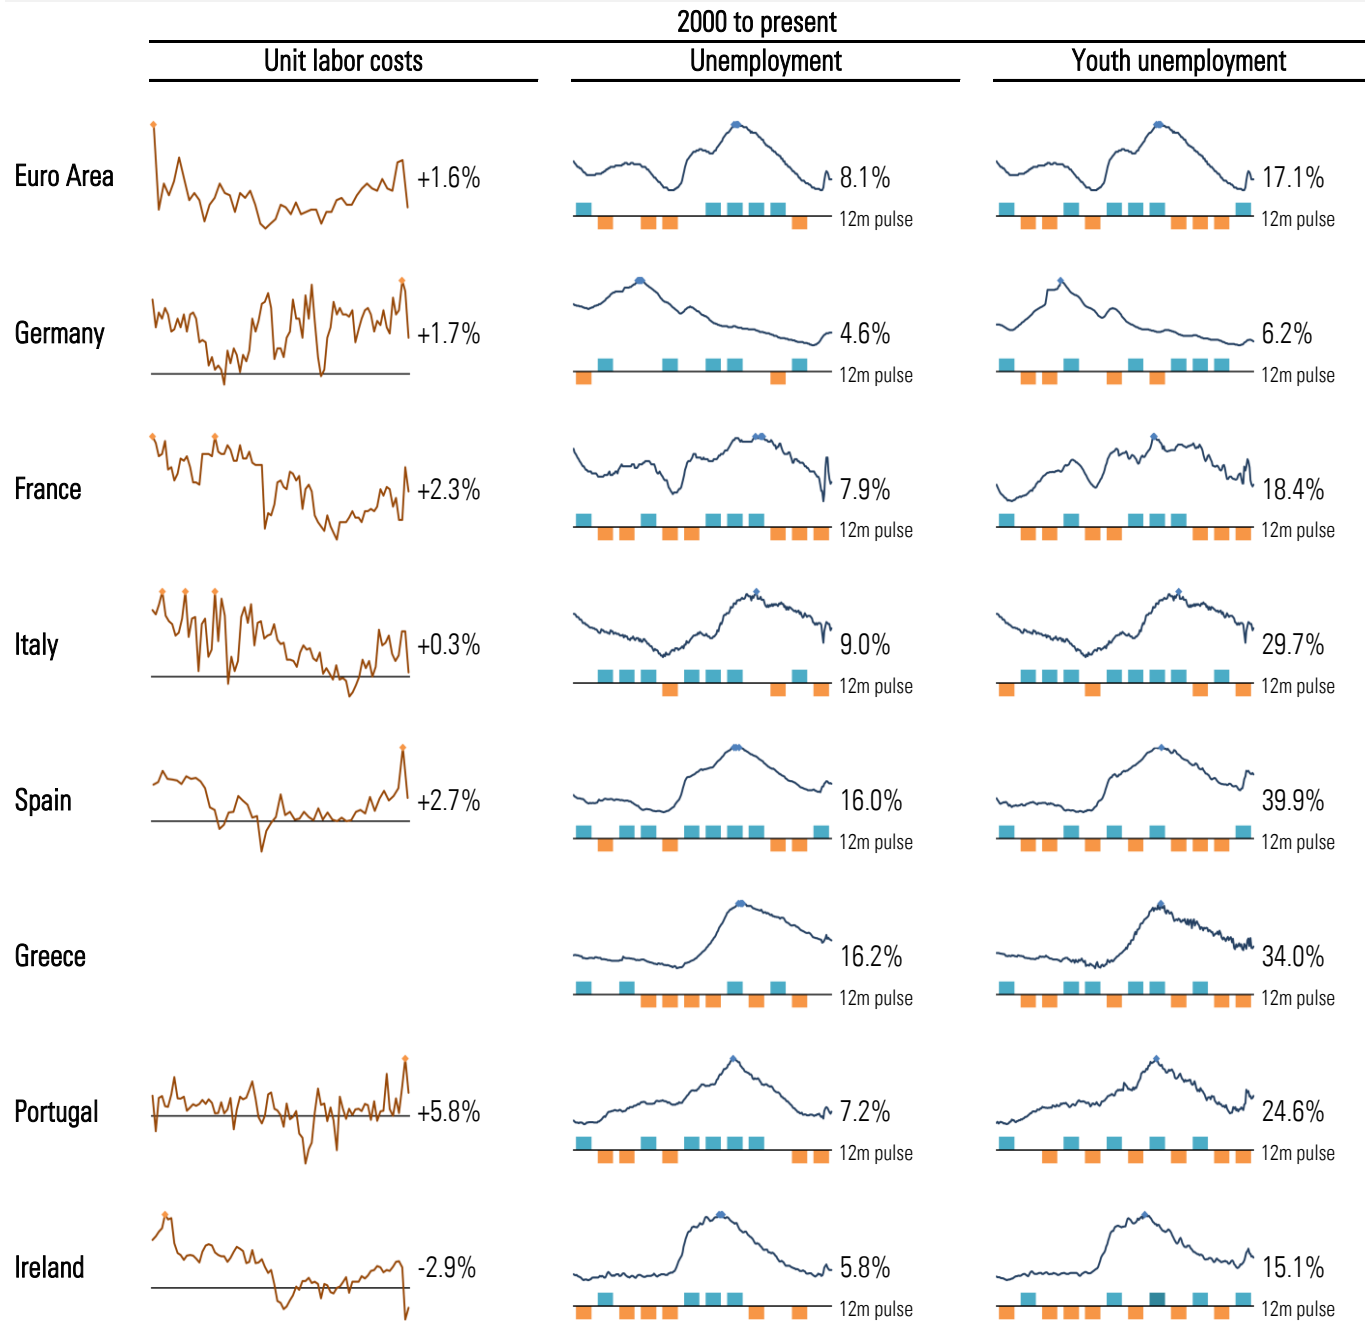 2000 to present
Unit labor costs Unemployment Youth unemployment
Euro Area +1.6% 8.1% 17.1%
12m pulse 12m pulse
Germany +1.7% 4.6% 6.2%
12m pulse 12m pulse
France +2.3% 7.9% 18.4%
12m pulse 12m pulse
Italy +0.3% 9.0% 29.7%
12m pulse 12m pulse
Spain +2.7% 16.0% 39.9%
12m pulse 12m pulse
Greece 16.2% 34.0%
12m pulse 12m pulse
Portugal +5.8% 7.2% 24.6%
12m pulse 12m pulse
Ireland -2.9% 5.8% 15.1%
12m pulse 12m pulse